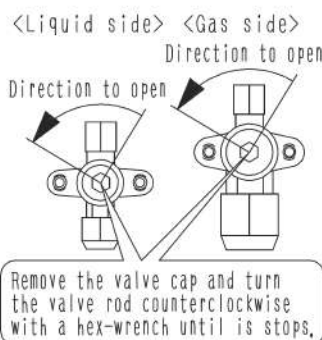 <Liquid side> <Gas side>
Direction to open
Direction to open
Remove the valve cap and turn
the valve rod counterclockwise
with a hex-wrench until is stops.